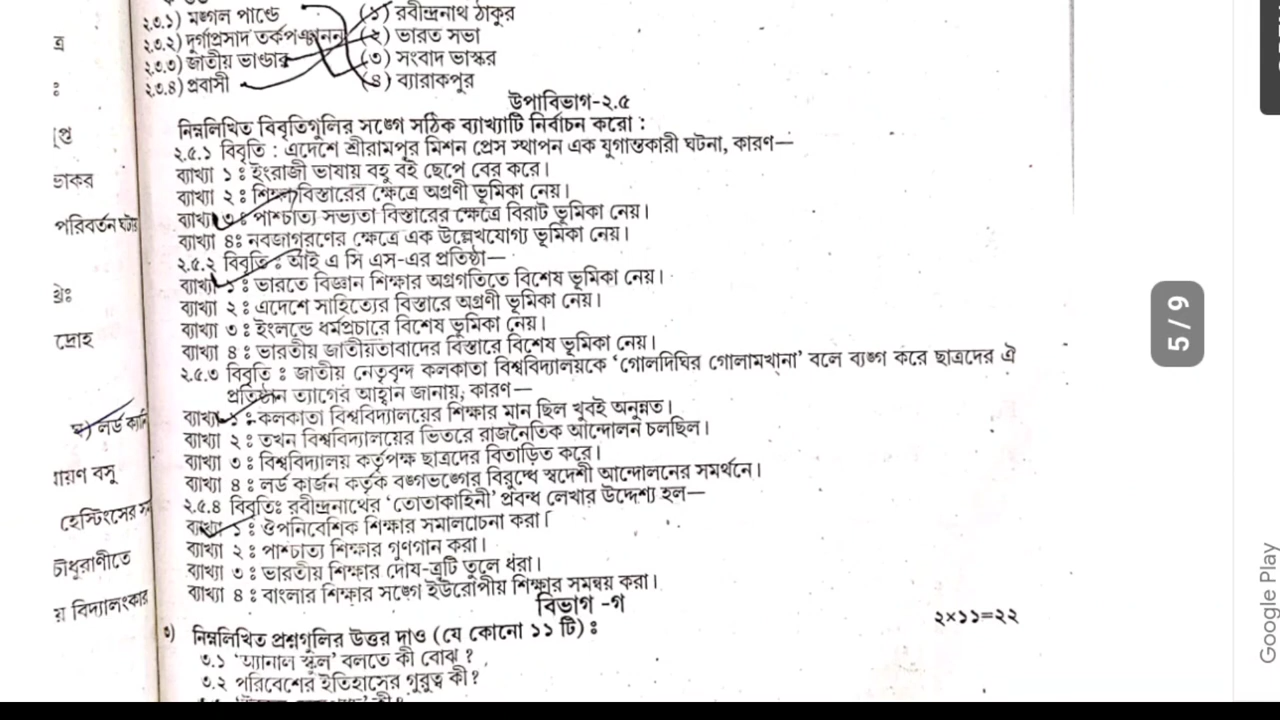 ২.৩.১) মঙ্গল পান্ডে (১) রবীন্দ্রনাথ ঠাকুর
২.৩.২) দুর্গাপ্রসাদ তর্কপঞ্চানন (২) ভারত সভা
২.৩.৩) জাতীয় ভাণ্ডার (৩) সংবাদ ভাস্কর
২.৩.৪) প্রবাসী (৪) ব্যারাকপুর
উপাবিভাগ-২.৫
নিম্নলিখিত বিবৃতিগুলির সঙ্গে সঠিক ব্যাখ্যাটি নির্বাচন করো :
২.৫.১ বিবৃতি : এদেশে শ্রীরামপুর মিশন প্রেস স্থাপন এক যুগান্তকারী ঘটনা, কারণ—
ব্যাখ্যা ১ : ইংরাজী ভাষায় বহু বই ছেপে বের করে।
ব্যাখ্যা ২ : শিক্ষা বিস্তারের ক্ষেত্রে অগ্রণী ভূমিকা নেয়।
ব্যাখ্যা ৩ : পাশ্চাত্য সভ্যতা বিস্তারের ক্ষেত্রে বিরাট ভূমিকা নেয়।
ব্যাখ্যা ৪ঃ নবজাগরণের ক্ষেত্রে এক উল্লেখযোগ্য ভূমিকা নেয়।
২.৫.২ বিবৃতি : আই এ সি এস-এর প্রতিষ্ঠা—
ব্যাখ্যা ১ : ভারতে বিজ্ঞান শিক্ষার অগ্রগতিতে বিশেষ ভূমিকা নেয়।
ব্যাখ্যা ২ : এদেশে সাহিত্যের বিস্তারে অগ্রণী ভূমিকা নেয়।
ব্যাখ্যা ৩ : ইংলন্ডে ধর্মপ্রচারে বিশেষ ভূমিকা নেয়।
ব্যাখ্যা ৪ : ভারতীয় জাতীয়তাবাদের বিস্তারে বিশেষ ভূমিকা নেয়।
২.৫.৩ বিবৃতি : জাতীয় নেতৃবৃন্দ কলকাতা বিশ্ববিদ্যালয়কে ‘গোলদিঘির গোলামখানা’ বলে ব্যঙ্গ করে ছাত্রদের ঐ
প্রতিষ্ঠান ত্যাগের আহ্বান জানায়, কারণ—
ব্যাখ্যা ১ : কলকাতা বিশ্ববিদ্যালয়ের শিক্ষার মান ছিল খুবই অনুন্নত।
ব্যাখ্যা ২ : তখন বিশ্ববিদ্যালয়ের ভিতরে রাজনৈতিক আন্দোলন চলছিল।
ব্যাখ্যা ৩ : বিশ্ববিদ্যালয় কর্তৃপক্ষ ছাত্রদের বিতাড়িত করে।
ব্যাখ্যা ৪ : লর্ড কার্জন কর্তৃক বঙ্গভঙ্গের বিরুদ্ধে স্বদেশী আন্দোলনের সমর্থনে।
২.৫.৪ বিবৃতিঃ রবীন্দ্রনাথের ‘তোতাকাহিনী’ প্রবন্ধ লেখার উদ্দেশ্য হল—
ব্যাখ্যা ১ : ঔপনিবেশিক শিক্ষার সমালোচনা করা।
ব্যাখ্যা ২ : পাশ্চাত্য শিক্ষার গুণগান করা।
ব্যাখ্যা ৩ : ভারতীয় শিক্ষার দোষ-ত্রুটি তুলে ধরা।
ব্যাখ্যা ৪ : বাংলার শিক্ষার সঙ্গে ইউরোপীয় শিক্ষার সমন্বয় করা।
বিভাগ -গ
৩) নিম্নলিখিত প্রশ্নগুলির উত্তর দাও (যে কোনো ১১ টি) : ২×১১=২২
৩.১ ‘অ্যানাল স্কুল’ বলতে কী বোঝ ?
৩.২ পরিবেশের ইতিহাসের গুরুত্ব কী?
ত্র
ঃ
ডাকর
পরিবর্তন ঘটায়
দ্রোহ
লর্ড কানি
রায়ণ বসু
হেস্টিংসের
চৌধুরাণীতে
য় বিদ্যালংকার
5 / 9
Google Play